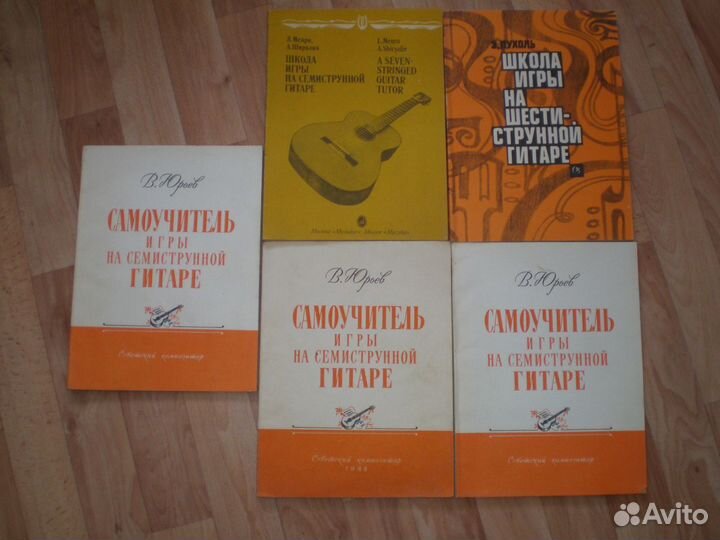 Л. Менро,
А. Ширялин
ШКОЛА
ИГРЫ
НА СЕМИСТРУННОЙ
ГИТАРЕ
L. Menro
A SEVEN-
STRINGED
GUITAR
TUTOR
Э. ПУХОЛЬ
ШКОЛА
ИГРЫ
НА
ШЕСТИ-
СТРУННОЙ
ГИТАРЕ
В. Юрьев
САМОУЧИТЕЛЬ
ИГРЫ
НА СЕМИСТРУННОЙ
ГИТАРЕ
Советский композитор
В. Юрьев
САМОУЧИТЕЛЬ
ИГРЫ
НА СЕМИСТРУННОЙ
ГИТАРЕ
Советский композитор
В. Юрьев
САМОУЧИТЕЛЬ
ИГРЫ
НА СЕМИСТРУННОЙ
ГИТАРЕ
Советский композитор
Avito